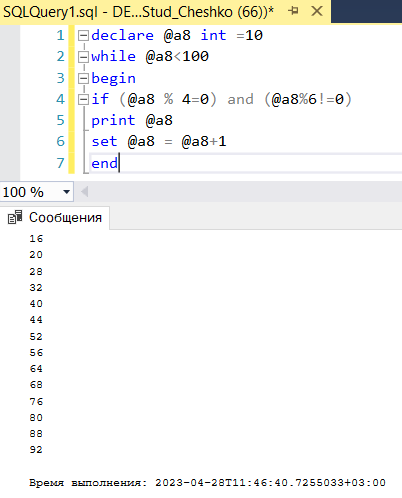 SQLQuery1.sql - DE...Stud_Cheshko (66))*
1 declare @a8 int =10
2 while @a8<100
3 begin
4 if (@a8 % 4=0) and (@a8%6!=0)
5 print @a8
6 set @a8 = @a8+1
7 end
100 %
Сообщения
16
20
28
32
40
44
52
56
64
68
76
80
88
92
Время выполнения: 2023-04-28T11:46:40.7255033+03:00